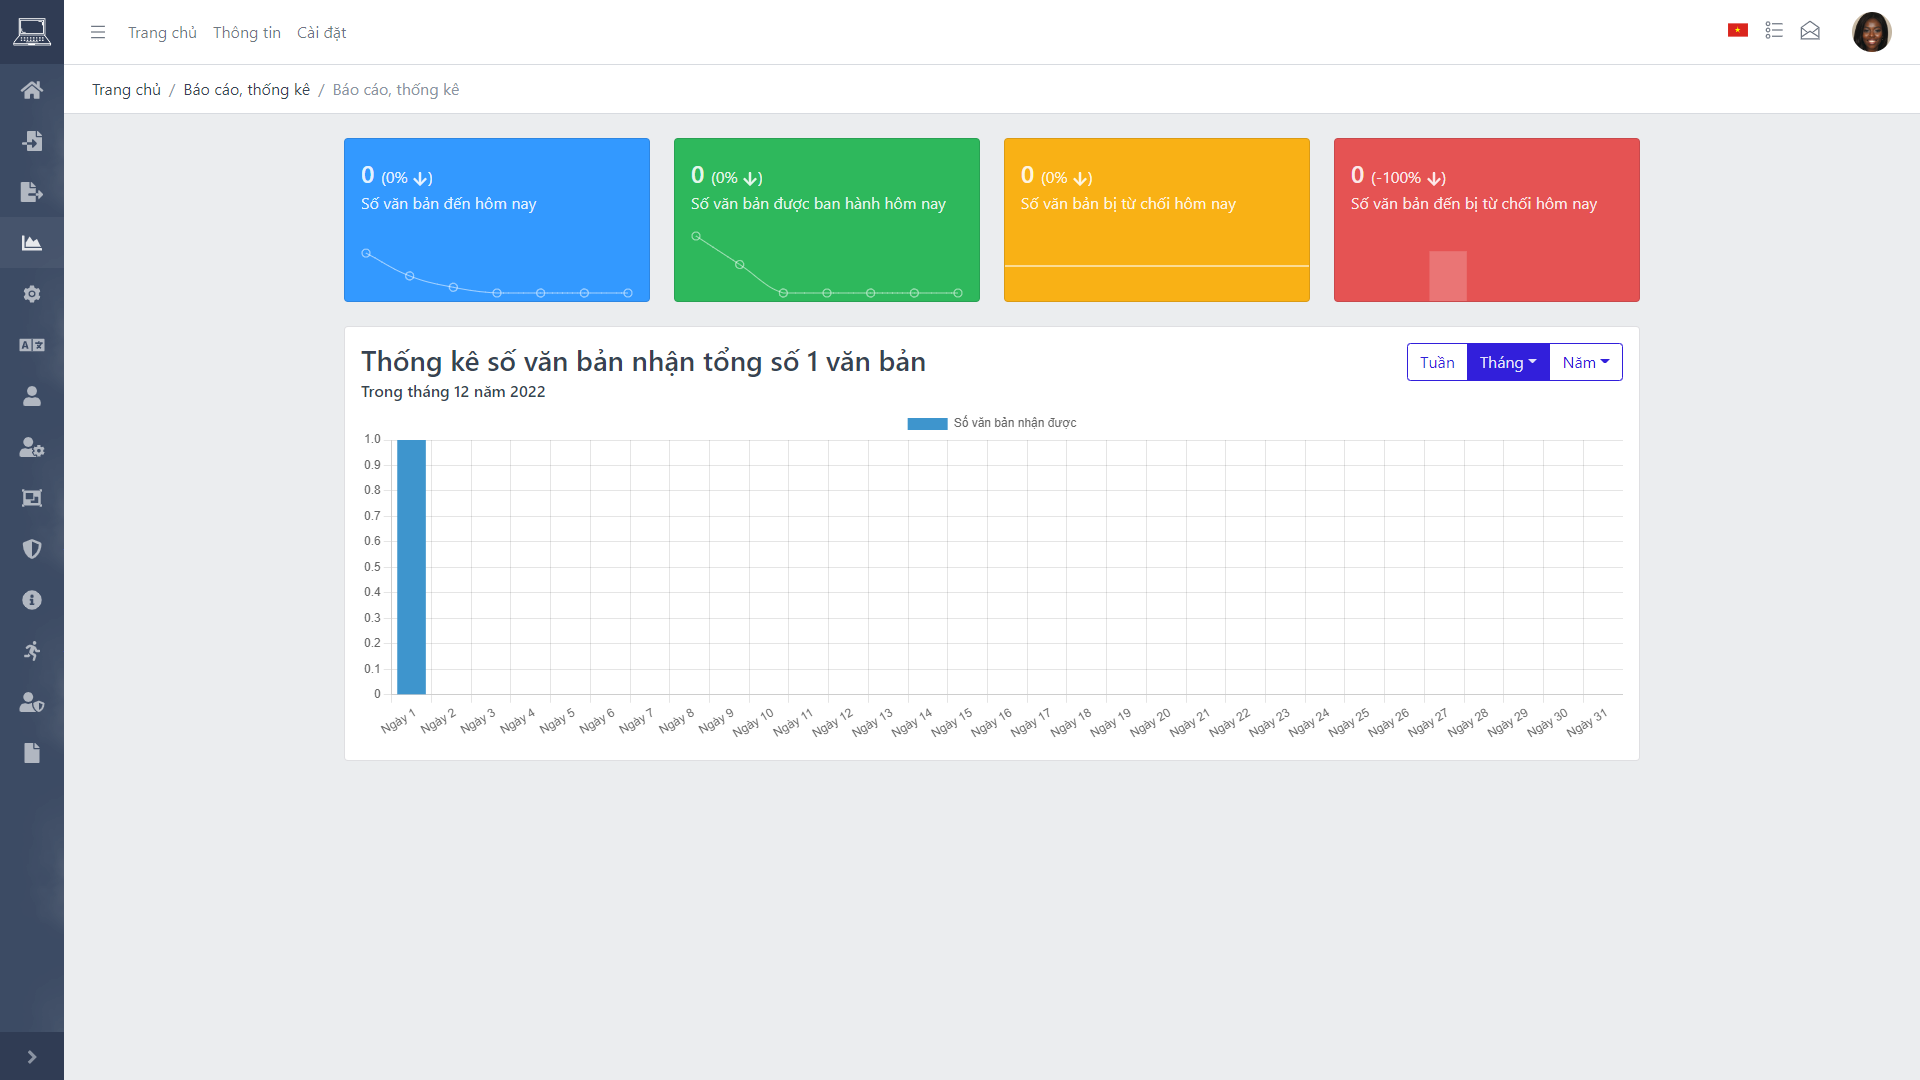 Trang chủ Thông tin Cài đặt
Trang chủ / Báo cáo, thống kê / Báo cáo, thống kê
0 (0% ↓)
Số văn bản đến hôm nay
0 (0% ↓)
Số văn bản được ban hành hôm nay
0 (0% ↓)
Số văn bản bị từ chối hôm nay
0 (-100% ↓)
Số văn bản đến bị từ chối hôm nay
Thống kê số văn bản nhận tổng số 1 văn bản
Trong tháng 12 năm 2022
Tuần Tháng Năm
Số văn bản nhận được
1.0
0.9
0.8
0.7
0.6
0.5
0.4
0.3
0.2
0.1
0
Ngày 1 Ngày 2 Ngày 3 Ngày 4 Ngày 5 Ngày 6 Ngày 7 Ngày 8 Ngày 9 Ngày 10 Ngày 11 Ngày 12 Ngày 13 Ngày 14 Ngày 15 Ngày 16 Ngày 17 Ngày 18 Ngày 19 Ngày 20 Ngày 21 Ngày 22 Ngày 23 Ngày 24 Ngày 25 Ngày 26 Ngày 27 Ngày 28 Ngày 29 Ngày 30 Ngày 31